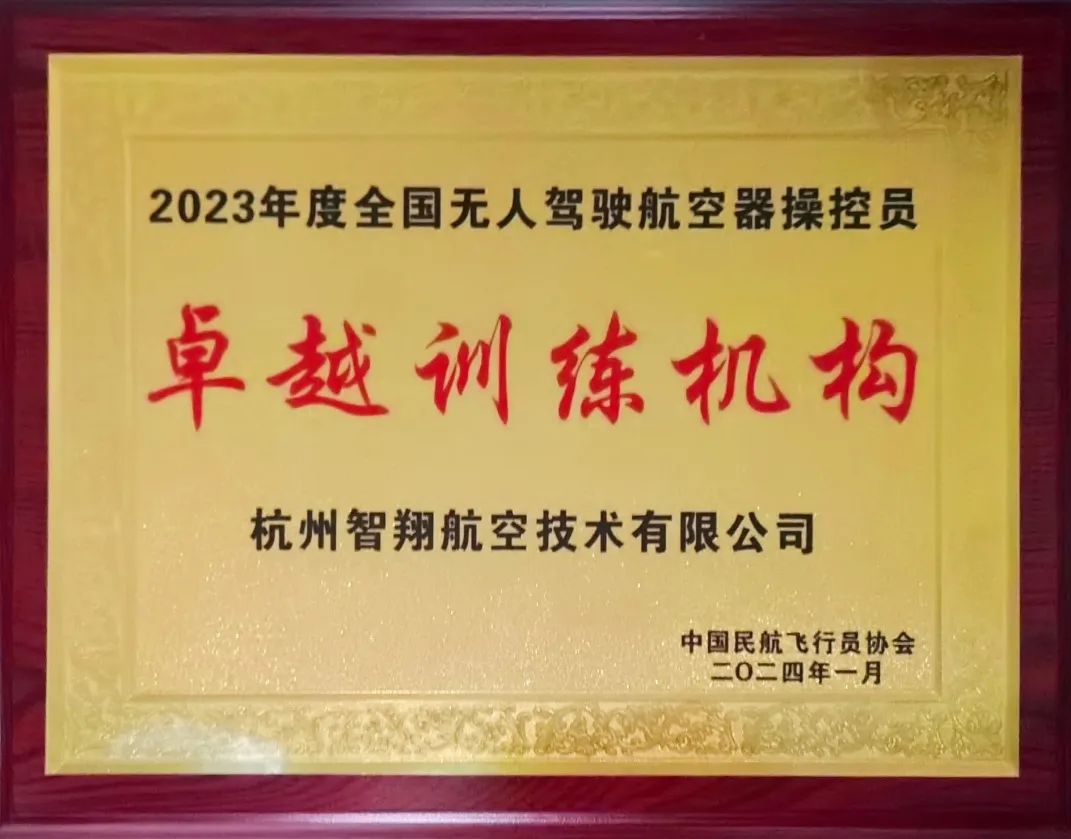 2023年度全国无人驾驶航空器操控员
卓越训练机构
杭州智翔航空技术有限公司
中国民航飞行员协会
二〇二四年一月